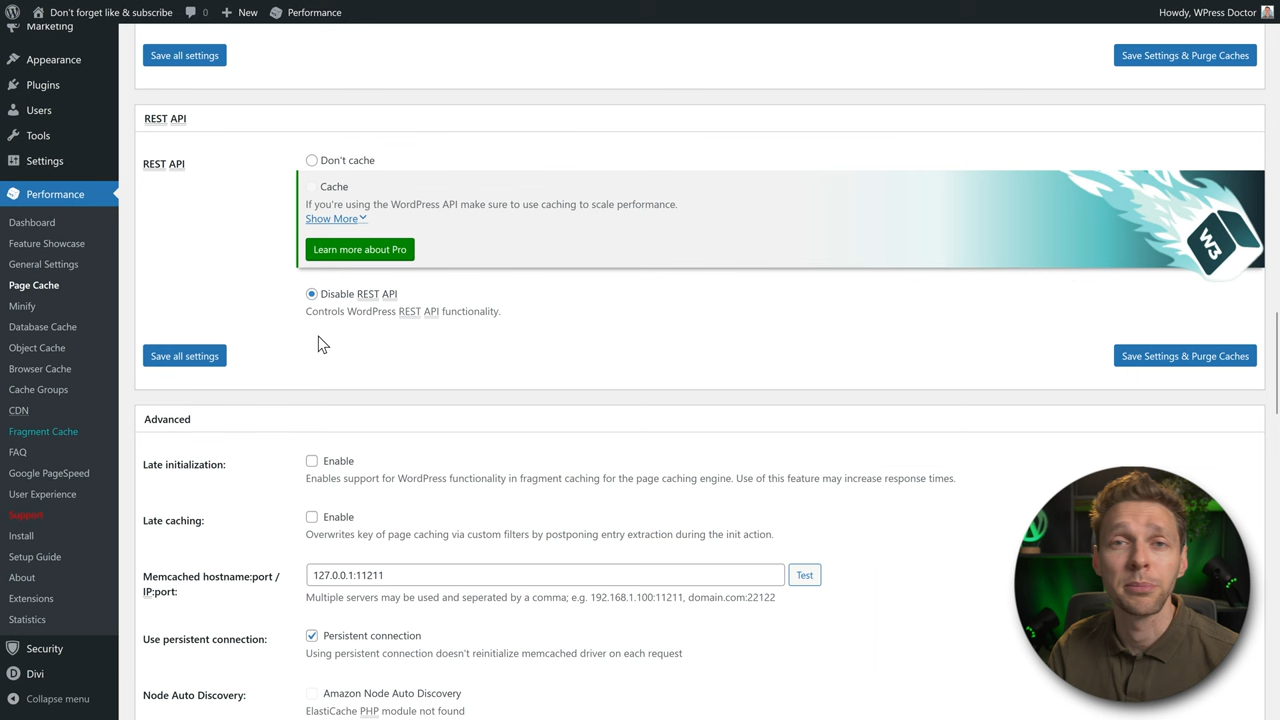 Don't forget like & subscribe
0
New
Performance
Howdy, WPress Doctor
Marketing
Appearance
Plugins
Users
Tools
Settings
Performance
Dashboard
Feature Showcase
General Settings
Page Cache
Minify
Database Cache
Object Cache
Browser Cache
Cache Groups
CDN
Fragment Cache
FAQ
Google PageSpeed
User Experience
Support
Install
Setup Guide
About
Extensions
Statistics
Security
Divi
Collapse menu
Save all settings
Save Settings & Purge Caches
REST API
REST API
Don't cache
Cache
If you're using the WordPress API make sure to use caching to scale performance.
Show More
Learn more about Pro
W3
Disable REST API
Controls WordPress REST API functionality.
Save all settings
Save Settings & Purge Caches
Advanced
Late initialization:
Enable
Enables support for WordPress functionality in fragment caching for the page caching engine. Use of this feature may increase response times.
Late caching:
Enable
Overwrites key of page caching via custom filters by postponing entry extraction during the init action.
Memcached hostname:port /
IP:port:
127.0.0.1:11211
Test
Multiple servers may be used and seperated by a comma; e.g. 192.168.1.100:11211, domain.com:22122
Use persistent connection:
Persistent connection
Using persistent connection doesn't reinitialize memcached driver on each request
Node Auto Discovery:
Amazon Node Auto Discovery
ElastiCache PHP module not found